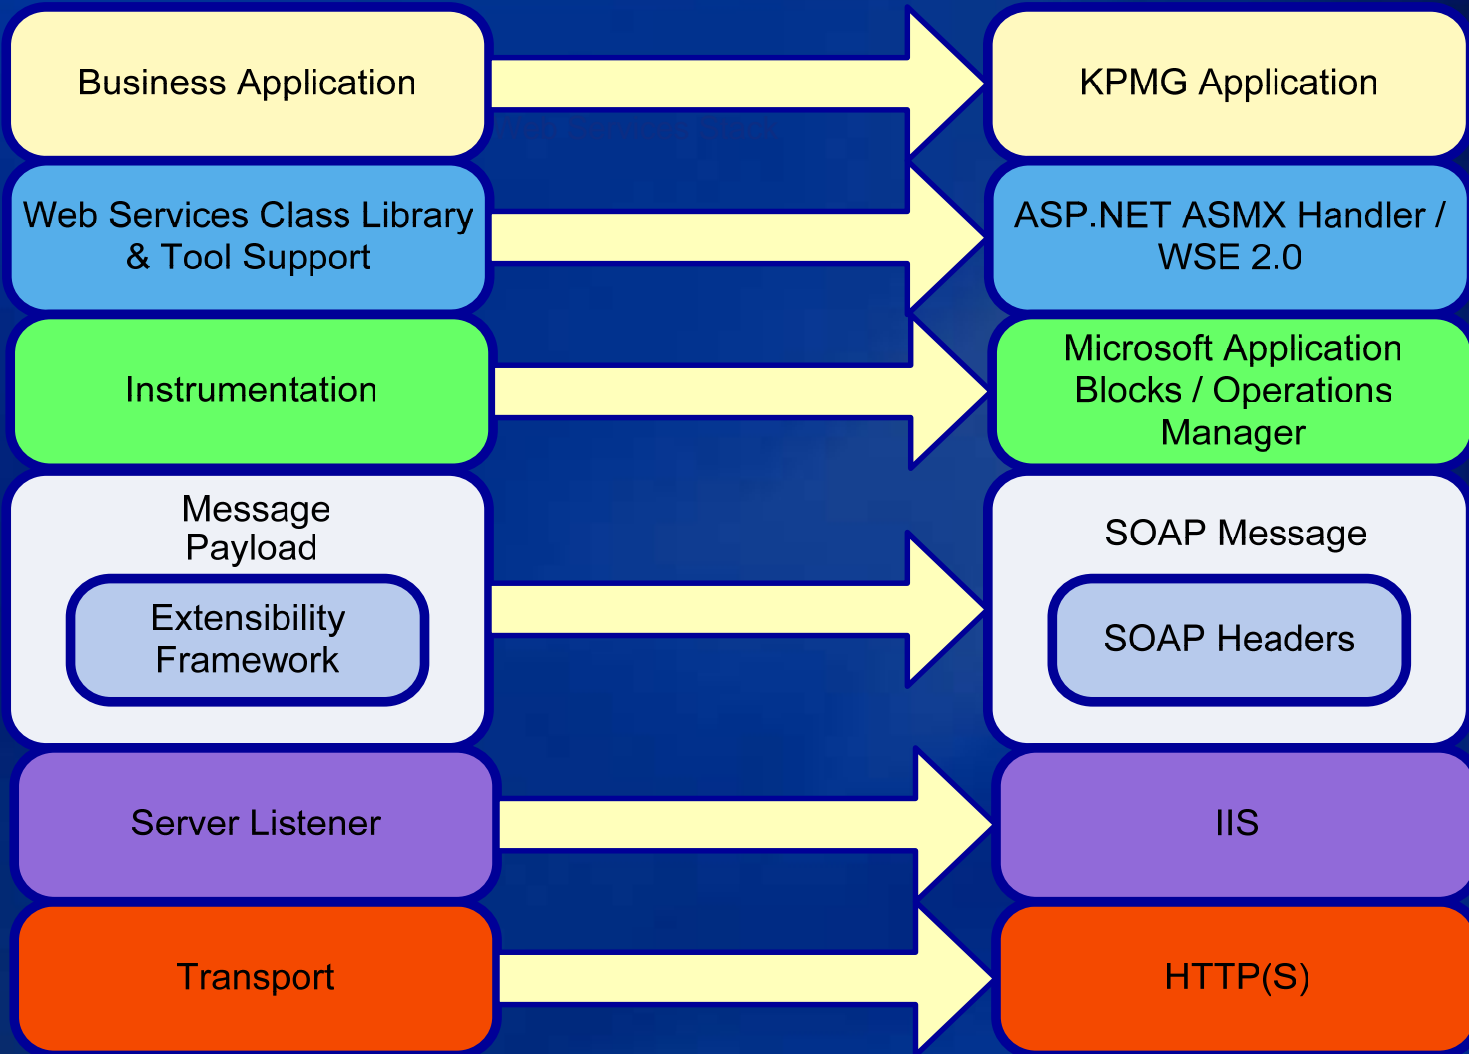 Business Application
KPMG Application
Web Services Class Library
& Tool Support
ASP.NET ASMX Handler /
WSE 2.0
Instrumentation
Microsoft Application
Blocks / Operations
Manager
Message
Payload
Extensibility
Framework
SOAP Message
SOAP Headers
Server Listener
IIS
Transport
HTTP(S)